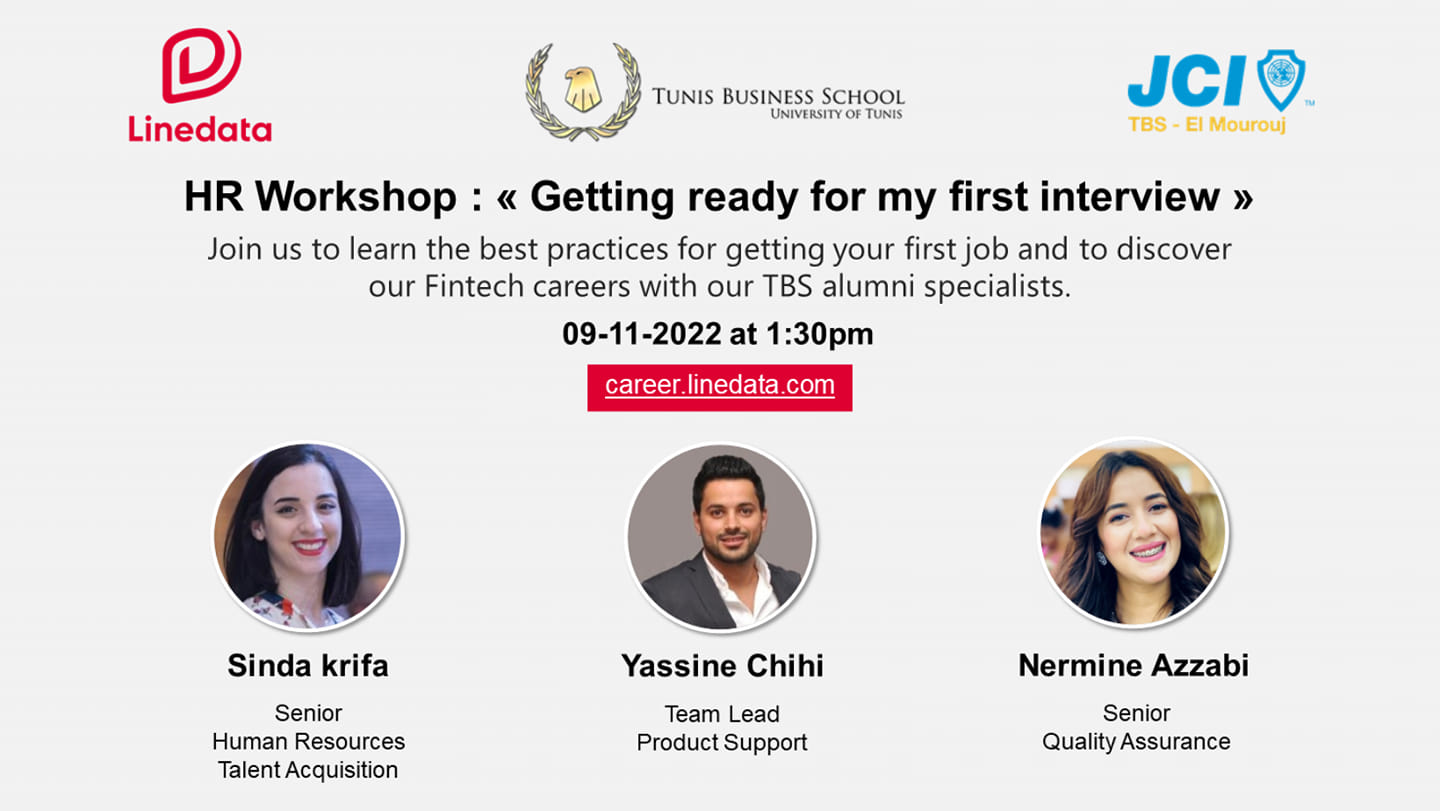 Linedata
TUNIS BUSINESS SCHOOL
UNIVERSITY OF TUNIS
JCI TM
TBS - El Mourouj
HR Workshop : « Getting ready for my first interview »
Join us to learn the best practices for getting your first job and to discover
our Fintech careers with our TBS alumni specialists.
09-11-2022 at 1:30pm
career.linedata.com
Sinda krifa
Senior
Human Resources
Talent Acquisition
Yassine Chihi
Team Lead
Product Support
Nermine Azzabi
Senior
Quality Assurance